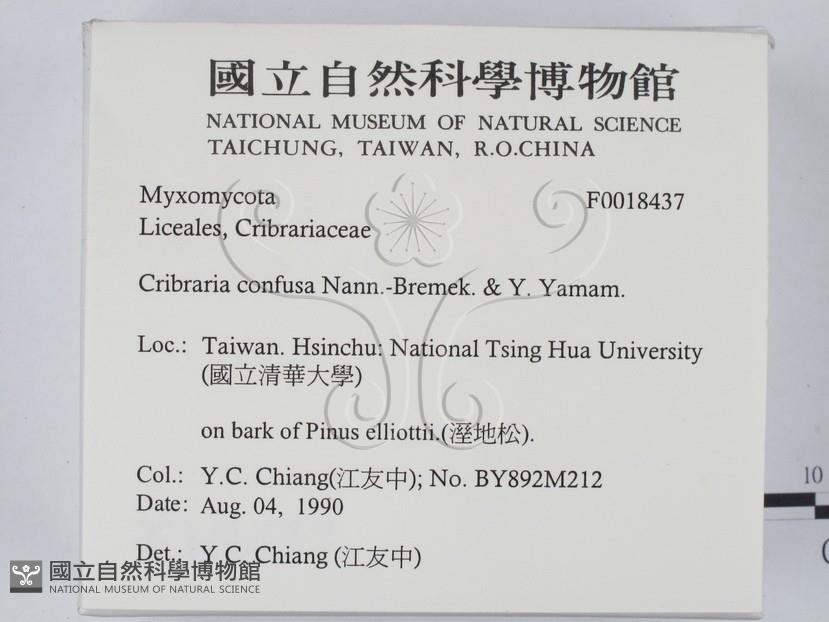 國立自然科學博物館
NATIONAL MUSEUM OF NATURAL SCIENCE
TAICHUNG, TAIWAN, R.O.CHINA
Myxomycota F0018437
Liceales, Cribrariaceae
Cribraria confusa Nann.-Bremek. & Y. Yamam.
Loc.: Taiwan. Hsinchu: National Tsing Hua University
(國立清華大學)
on bark of Pinus elliottii.(溼地松).
Col.: Y.C. Chiang(江友中); No. BY892M212
Date: Aug. 04, 1990
Det.: Y.C. Chiang (江友中)
10
國立自然科學博物館
NATIONAL MUSEUM OF NATURAL SCIENCE